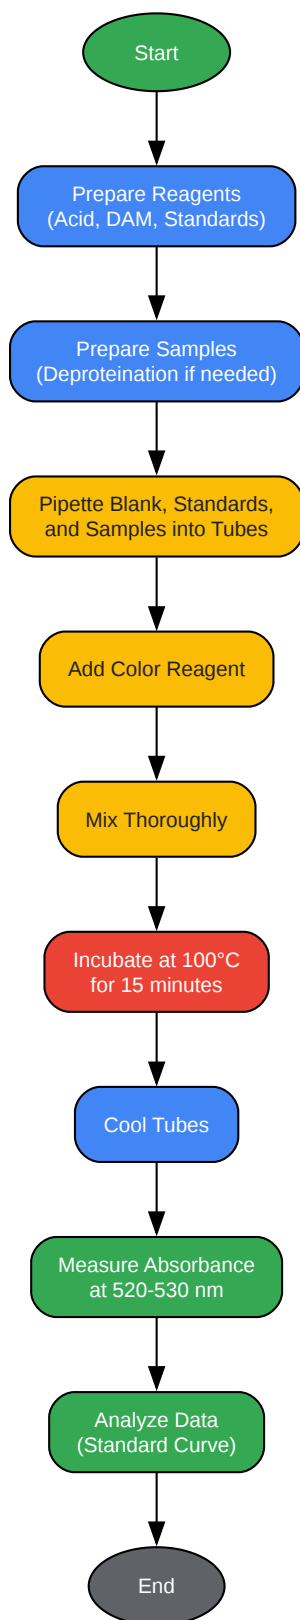 Start
Prepare Reagents
(Acid, DAM, Standards)
Prepare Samples
(Deproteination if needed)
Pipette Blank, Standards,
and Samples into Tubes
Add Color Reagent
Mix Thoroughly
Incubate at 100°C
for 15 minutes
Cool Tubes
Measure Absorbance
at 520-530 nm
Analyze Data
(Standard Curve)
End